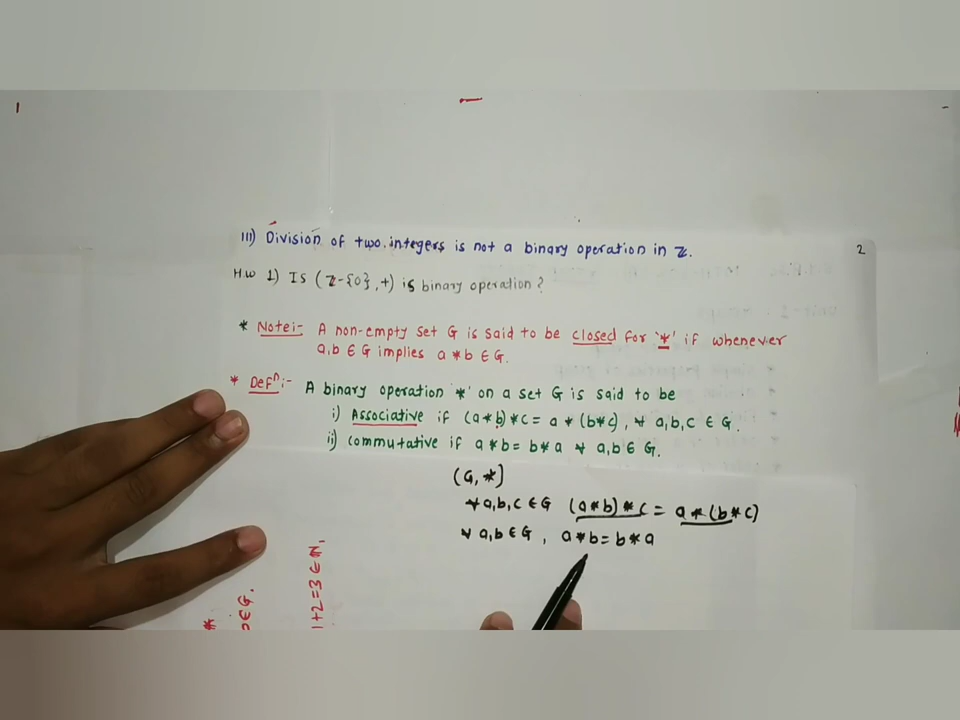 III) Division of two integers is not a binary operation in Z.
2
H.W 1) Is (Z-{0}, +) is binary operation?
* Note:- A non-empty set G is said to be closed for '*' if whenever
a,b ∈ G implies a * b ∈ G.
* Defⁿ:- A binary operation '*' on a set G is said to be
i) Associative if (a*b)*c = a*(b*c), ∀ a,b,c ∈ G.
ii) commutative if a*b = b*a ∀ a,b ∈ G.
(G,*)
∀ a,b,c ∈ G (a*b)*c = a*(b*c)
∀ a,b ∈ G, a*b = b*a
∈G.
1+2=3 ∈ N,